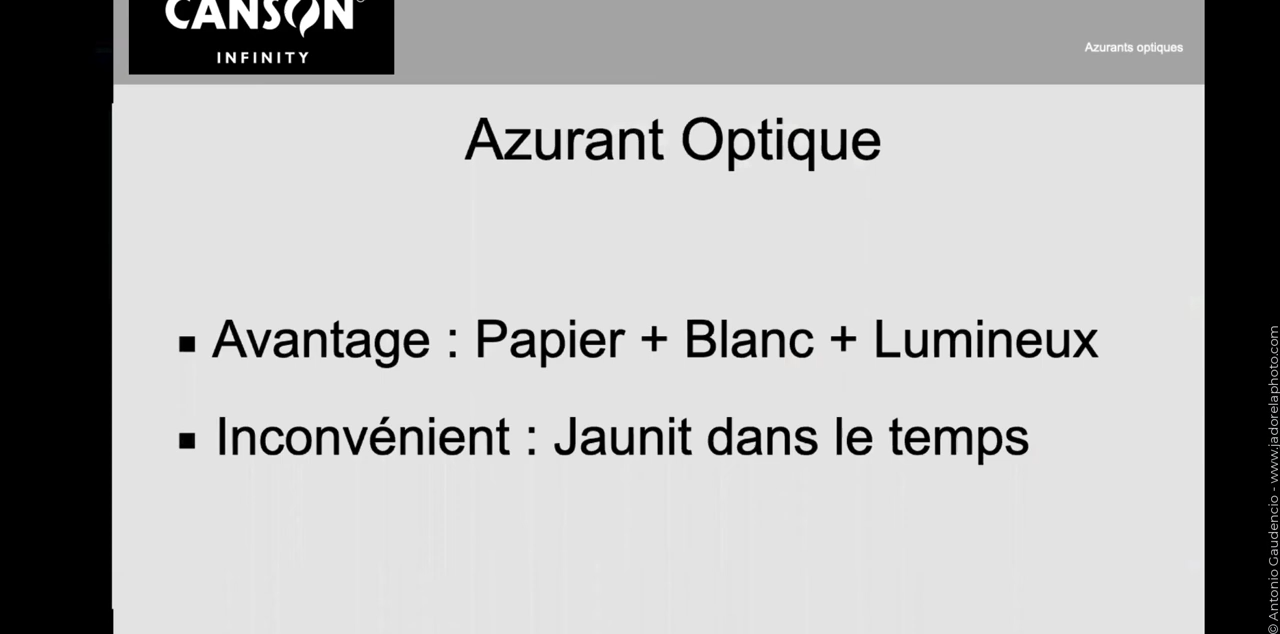 CANSON®
INFINITY
Azurants optiques
Azurant Optique
▪ Avantage : Papier + Blanc + Lumineux
▪ Inconvénient : Jaunit dans le temps
© Antonio Gaudencio - www.jadorelaphoto.com